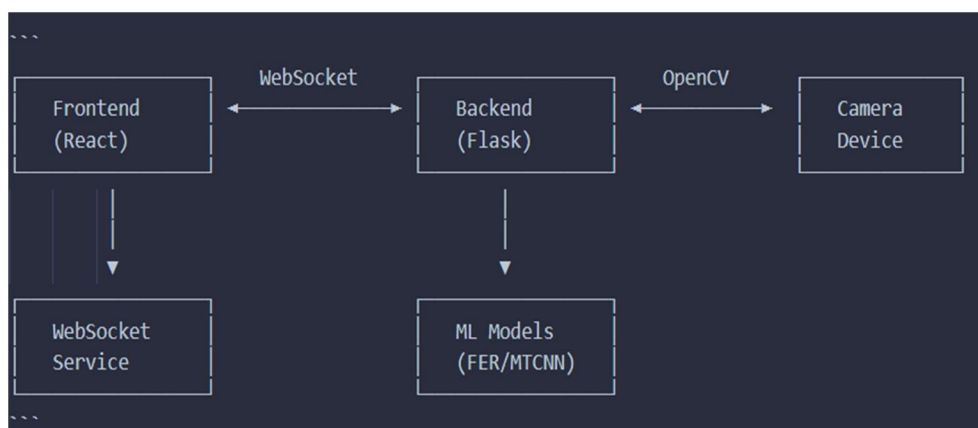 ```
WebSocket OpenCV
Frontend Backend Camera
(React) (Flask) Device
WebSocket ML Models
Service (FER/MTCNN)
```